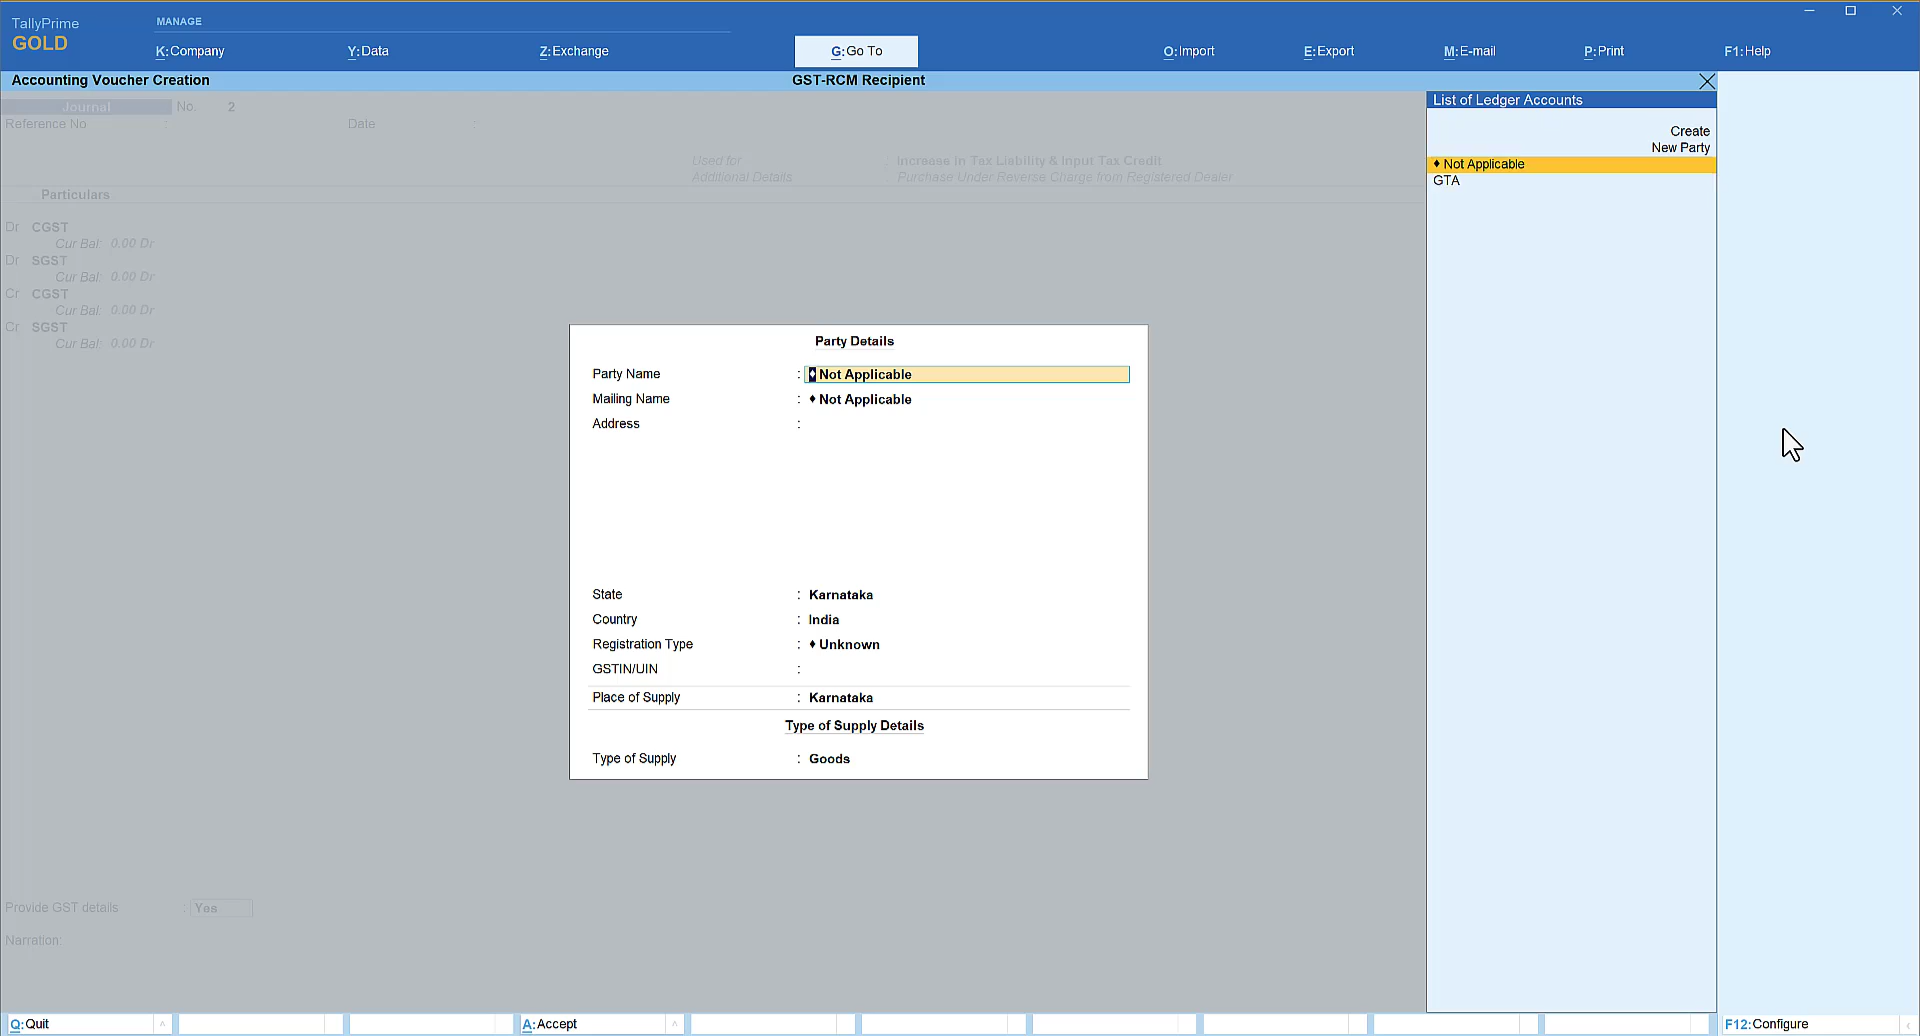 TallyPrime
GOLD
MANAGE
K:Company
Y:Data
Z:Exchange
G:Go To
O:Import
E:Export
M:E-mail
P:Print
F1:Help
Accounting Voucher Creation
GST-RCM Recipient
Journal No. 2
Reference No :
Date :
Used for : Increase in Tax Liability & Input Tax Credit
Additional Details : Purchase Under Reverse Charge from Registered Dealer
Particulars
Dr CGST
Cur Bal: 0.00 Dr
Dr SGST
Cur Bal: 0.00 Dr
Cr CGST
Cur Bal: 0.00 Dr
Cr SGST
Cur Bal: 0.00 Dr
Party Details
Party Name : ♦ Not Applicable
Mailing Name : ♦ Not Applicable
Address :
State : Karnataka
Country : India
Registration Type : ♦ Unknown
GSTIN/UIN :
Place of Supply : Karnataka
Type of Supply Details
Type of Supply : Goods
List of Ledger Accounts
Create
New Party
♦ Not Applicable
GTA
Provide GST details : Yes
Narration:
Q:Quit
A:Accept
F12:Configure